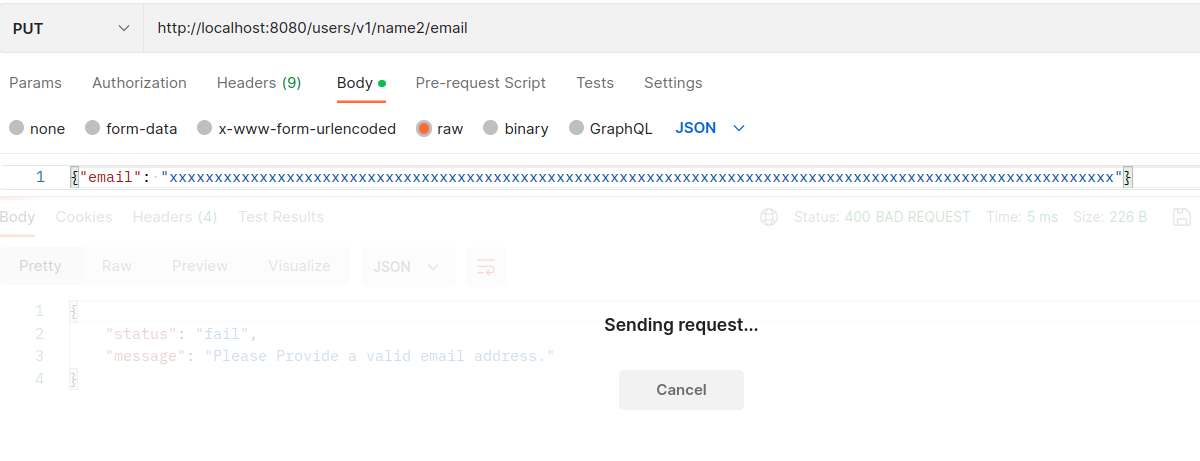 PUT http://localhost:8080/users/v1/name2/email
Params Authorization Headers (9) Body Pre-request Script Tests Settings
none form-data x-www-form-urlencoded raw binary GraphQL JSON
1 {"email": "xxxxxxxxxxxxxxxxxxxxxxxxxxxxxxxxxxxxxxxxxxxxxxxxxxxxxxxxxxxxxxxxxxxxxxxxxxxxxxxxxxxxxxxxxxxxxxxxxxxxxxxxx"}
Body Cookies Headers (4) Test Results Status: 400 BAD REQUEST Time: 5 ms Size: 226 B
Pretty Raw Preview Visualize JSON
1 {
2 "status": "fail",
3 "message": "Please Provide a valid email address."
4 }
Sending request...
Cancel